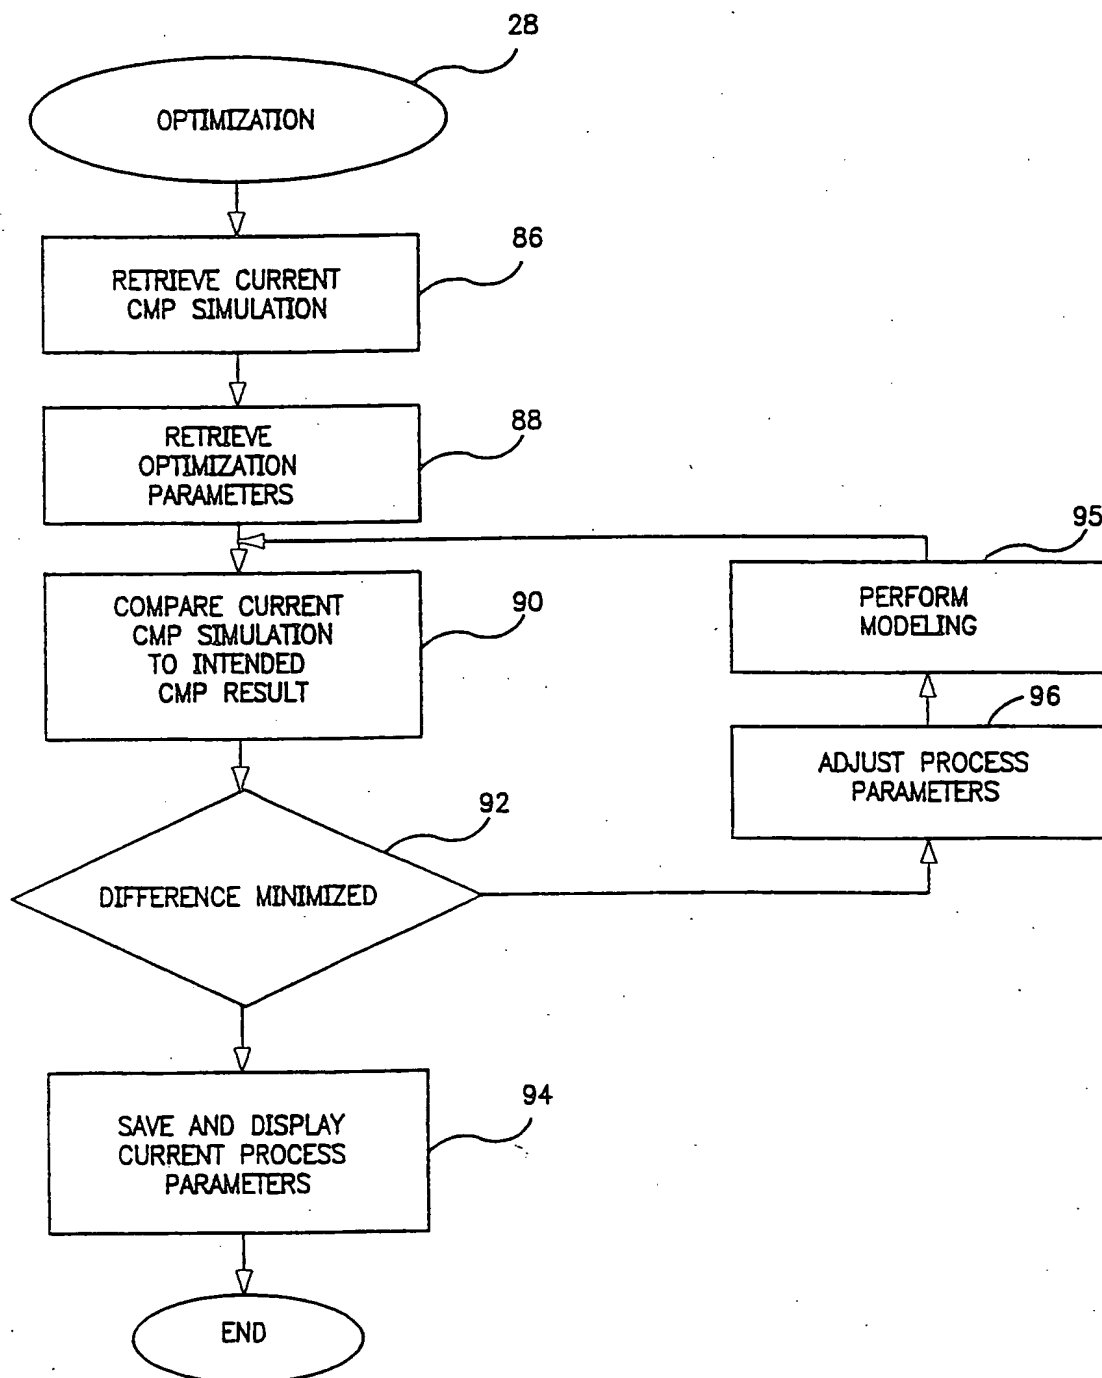 28
OPTIMIZATION
86
RETRIEVE CURRENT
CMP SIMULATION
88
RETRIEVE
OPTIMIZATION
PARAMETERS
95
PERFORM
MODELING
90
COMPARE CURRENT
CMP SIMULATION
TO INTENDED
CMP RESULT
96
ADJUST PROCESS
PARAMETERS
92
DIFFERENCE MINIMIZED
94
SAVE AND DISPLAY
CURRENT PROCESS
PARAMETERS
END